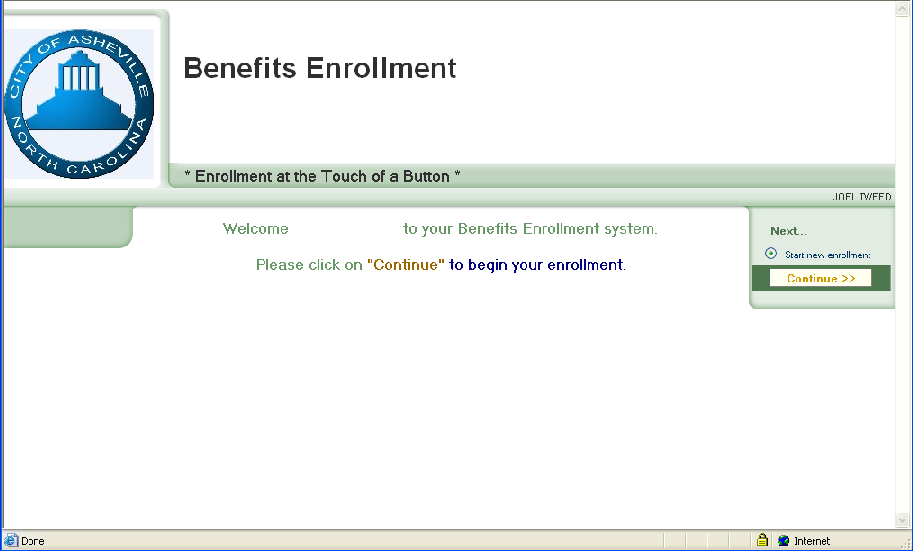 CITY OF ASHEVILLE
NORTH CAROLINA
Benefits Enrollment
* Enrollment at the Touch of a Button *
JOEL TWEED
Welcome to your Benefits Enrollment system.
Please click on "Continue" to begin your enrollment.
Next...
Start new enrollment
Continue >>
Done
Internet